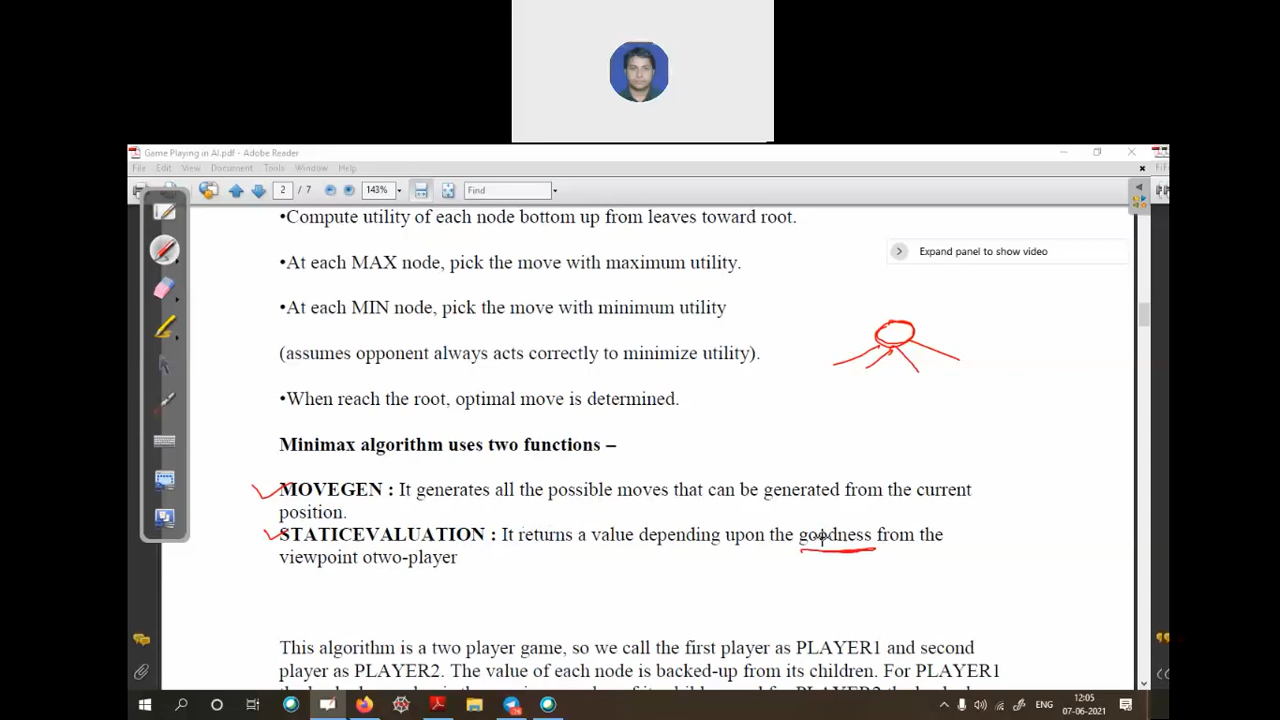 Game Playing in AI.pdf - Adobe Reader
File Edit View Document Tools Window Help
2 / 7 143% Find
•Compute utility of each node bottom up from leaves toward root.
Expand panel to show video
•At each MAX node, pick the move with maximum utility.
•At each MIN node, pick the move with minimum utility
(assumes opponent always acts correctly to minimize utility).
•When reach the root, optimal move is determined.
Minimax algorithm uses two functions –
MOVEGEN : It generates all the possible moves that can be generated from the current
position.
STATICEVALUATION : It returns a value depending upon the goodness from the
viewpoint otwo-player
This algorithm is a two player game, so we call the first player as PLAYER1 and second
player as PLAYER2. The value of each node is backed-up from its children. For PLAYER1
ENG
12:05
07-06-2021